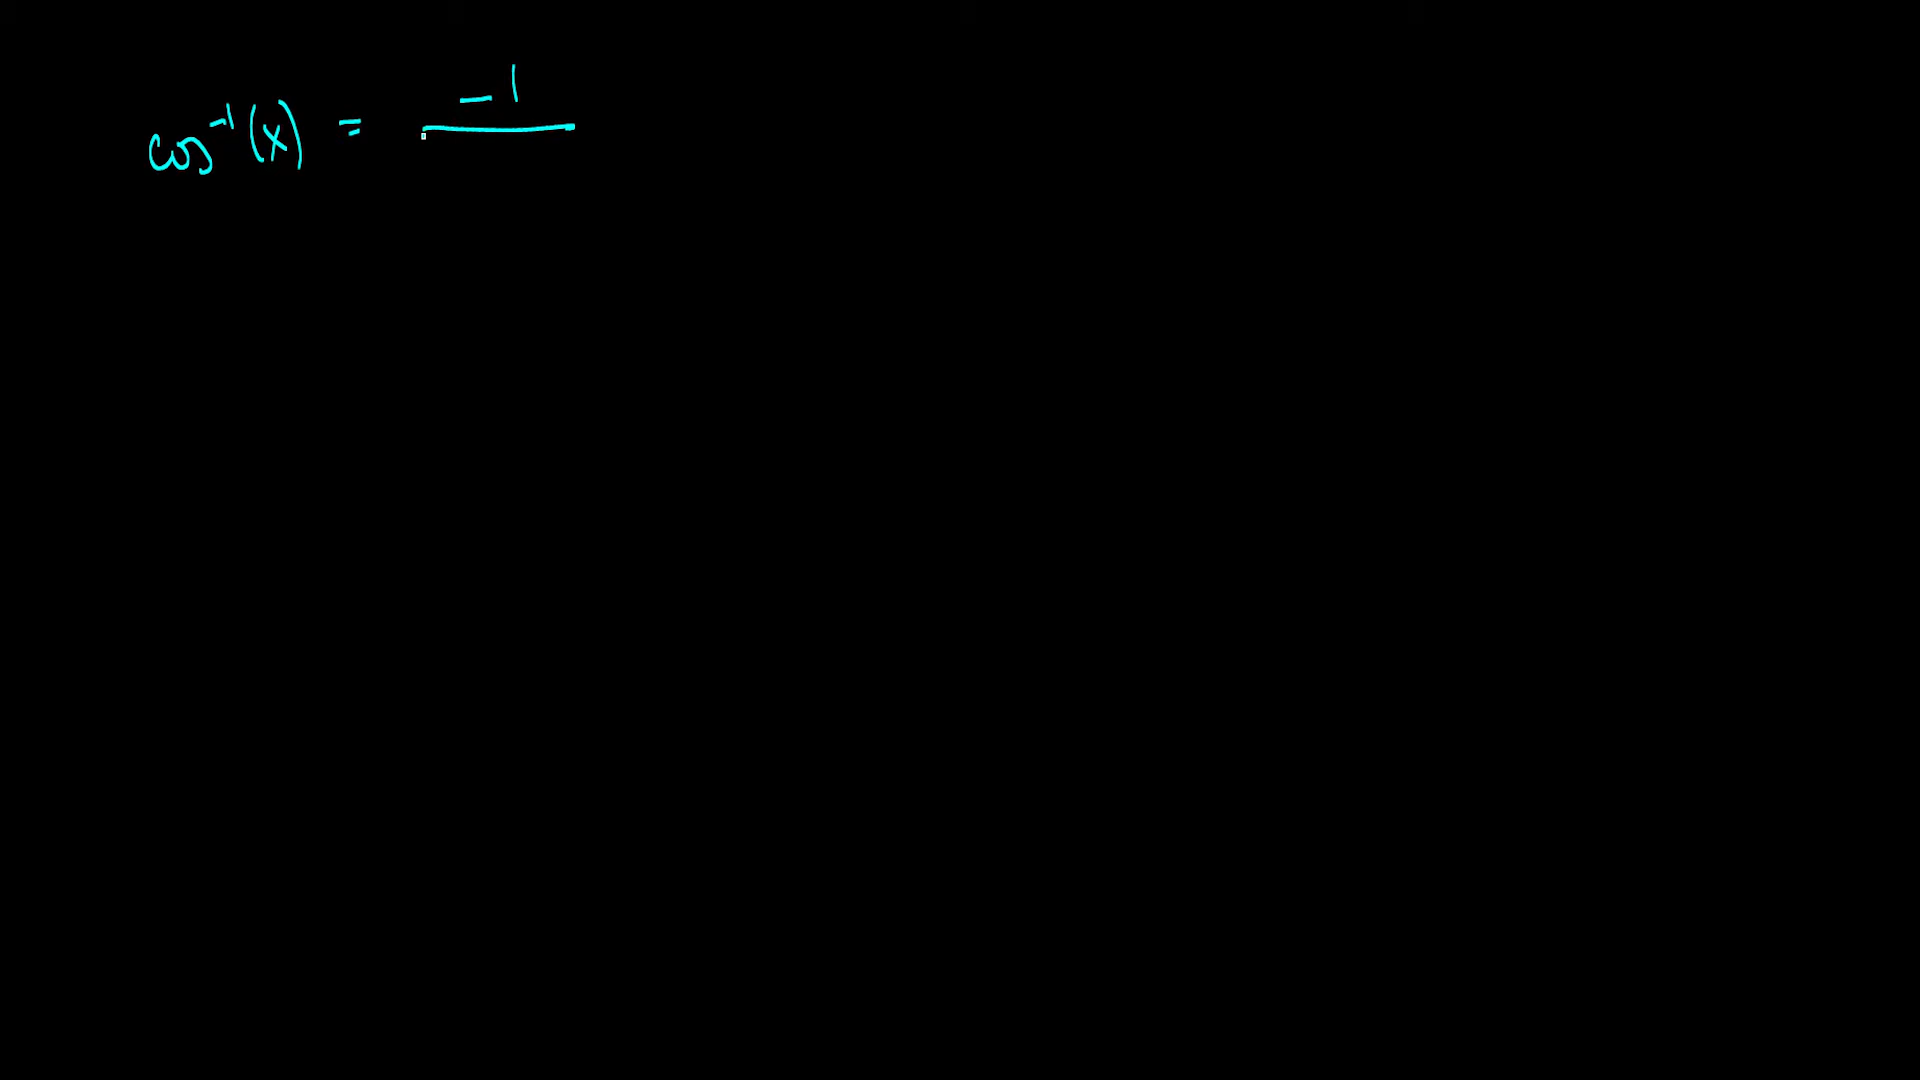 cos⁻¹(x) = -1/